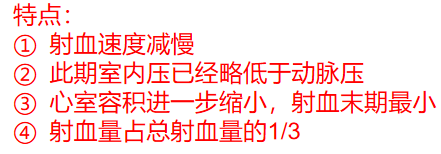 特点：
① 射血速度减慢
② 此期室内压已经略低于动脉压
③ 心室容积进一步缩小，射血末期最小
④ 射血量占总射血量的1/3